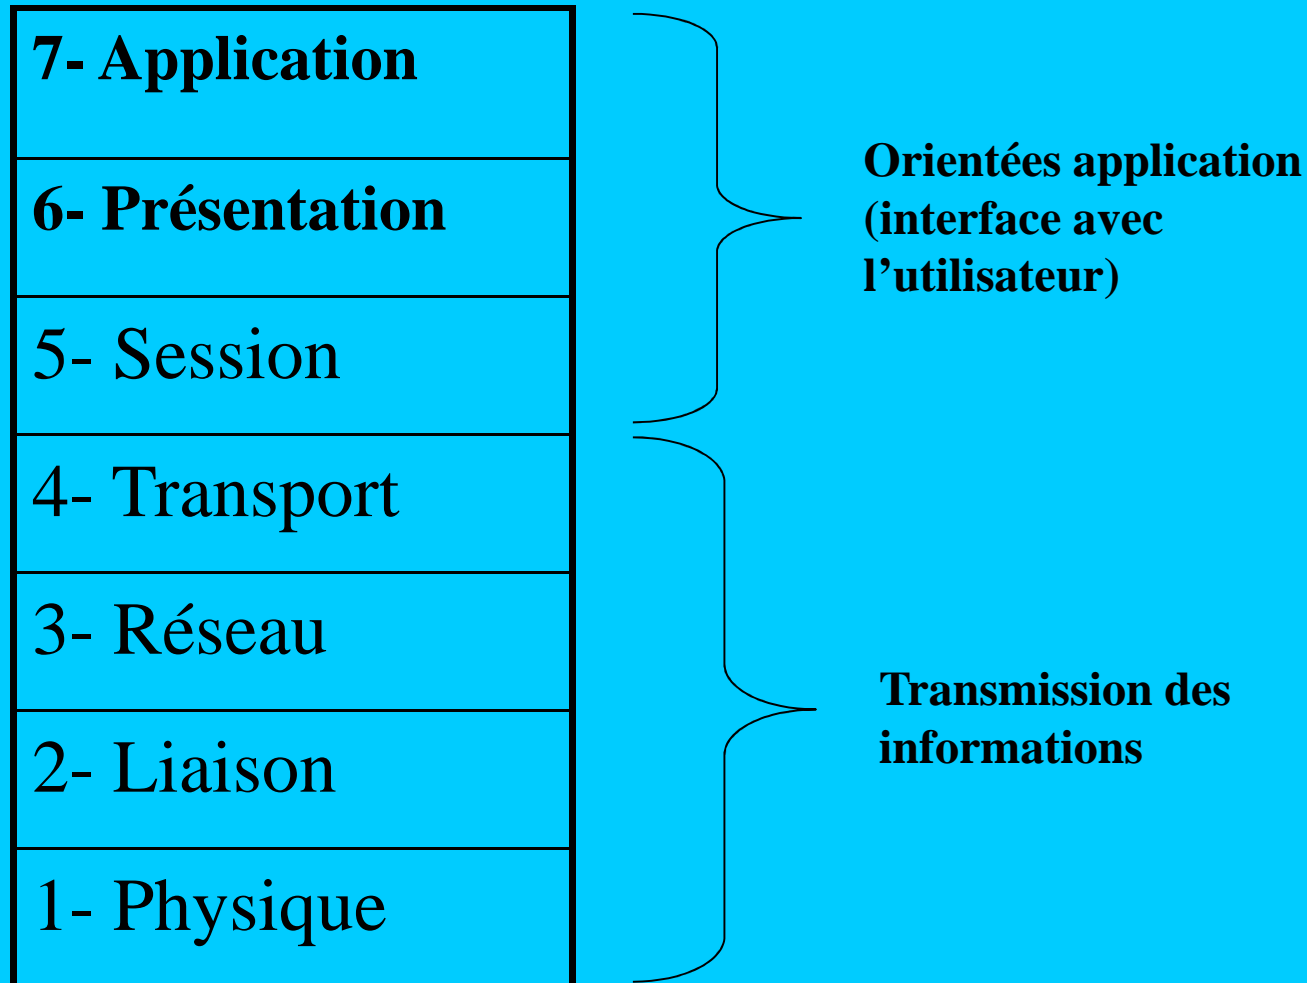 7- Application
6- Présentation
5- Session
4- Transport
3- Réseau
2- Liaison
1- Physique
Orientées application
(interface avec
l’utilisateur)
Transmission des
informations